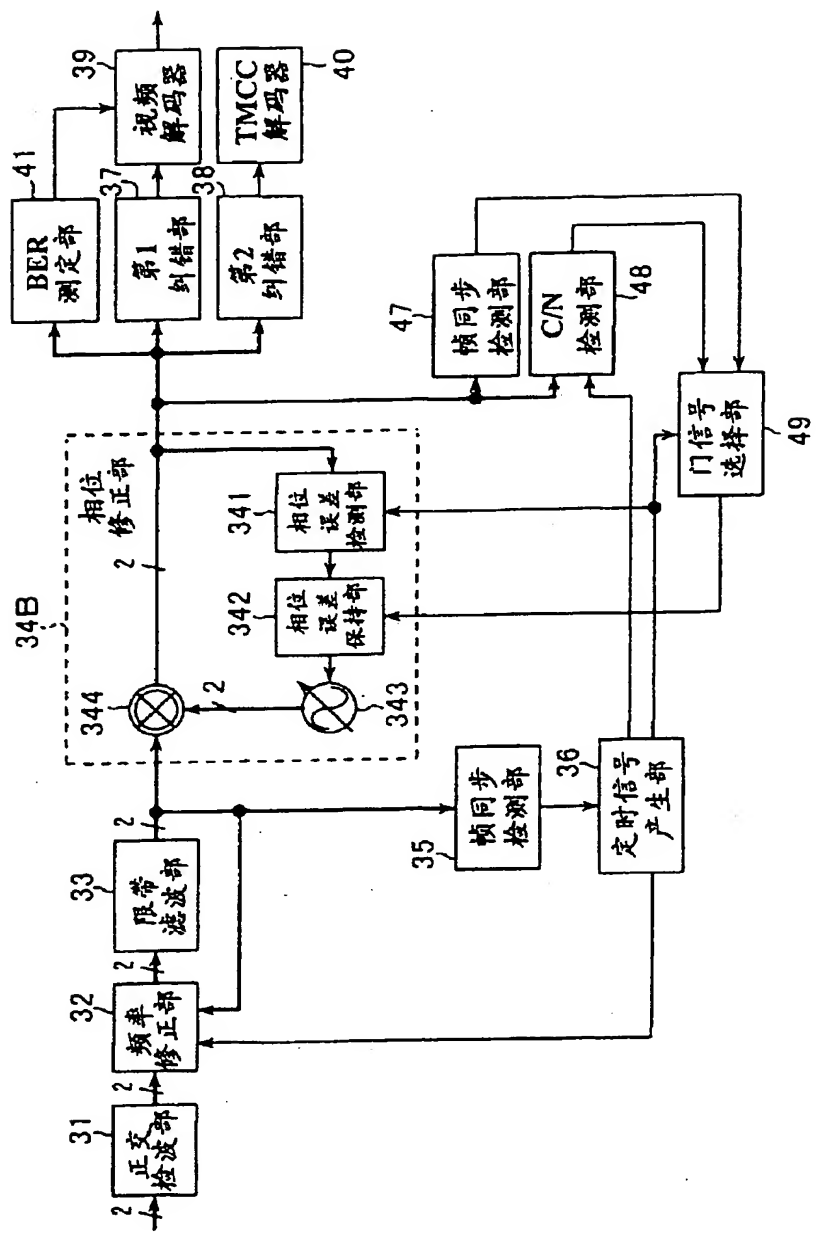 2
31
正交
检波部
2
32
频率
修正部
2
33
限带
滤波部
2
34B
相位
修正部
344
2
2
343
342
相位
误差
保持部
341
相位
误差
检测部
41
BER
测定部
37
第1
纠错部
38
第2
纠错部
39
视频
解码器
40
TMCC
解码器
35
帧同步
检测部
36
定时信号
产生部
47
帧同步
检测部
C/N
检测部
48
门信号
选择部
49